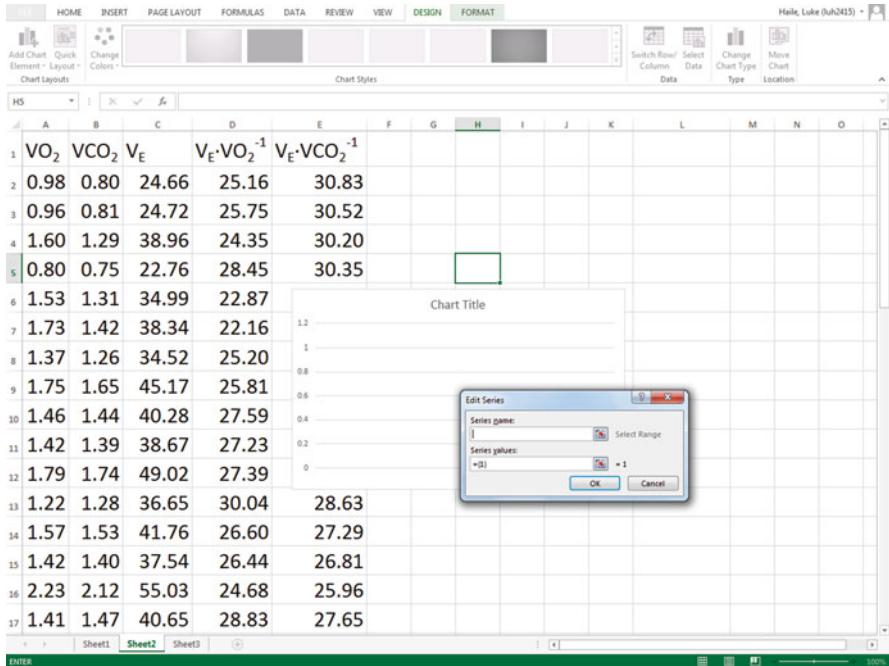 HOME INSERT PAGE LAYOUT FORMULAS DATA REVIEW VIEW DESIGN FORMAT Haile, Luke (luh2415)
Add Chart Quick Change Switch Row/ Select Change Move
Element Layout Colors Column Data Chart Type Chart
Chart Layouts Chart Styles Data Type Location
H5 fx
A B C D E F G H I J K L M N O
1 VO₂ VCO₂ V_E V_E·VO₂⁻¹ V_E·VCO₂⁻¹
2 0.98 0.80 24.66 25.16 30.83
3 0.96 0.81 24.72 25.75 30.52
4 1.60 1.29 38.96 24.35 30.20
5 0.80 0.75 22.76 28.45 30.35
6 1.53 1.31 34.99 22.87
7 1.73 1.42 38.34 22.16
8 1.37 1.26 34.52 25.20
9 1.75 1.65 45.17 25.81
10 1.46 1.44 40.28 27.59
11 1.42 1.39 38.67 27.23
12 1.79 1.74 49.02 27.39
13 1.22 1.28 36.65 30.04 28.63
14 1.57 1.53 41.76 26.60 27.29
15 1.42 1.40 37.54 26.44 26.81
16 2.23 2.12 55.03 24.68 25.96
17 1.41 1.47 40.65 28.83 27.65
Chart Title
1.2
1
0.8
0.6
0.4
0.2
0
Edit Series
Series name:
Select Range
Series values:
={1} = 1
OK Cancel
Sheet1 Sheet2 Sheet3
ENTER 100%